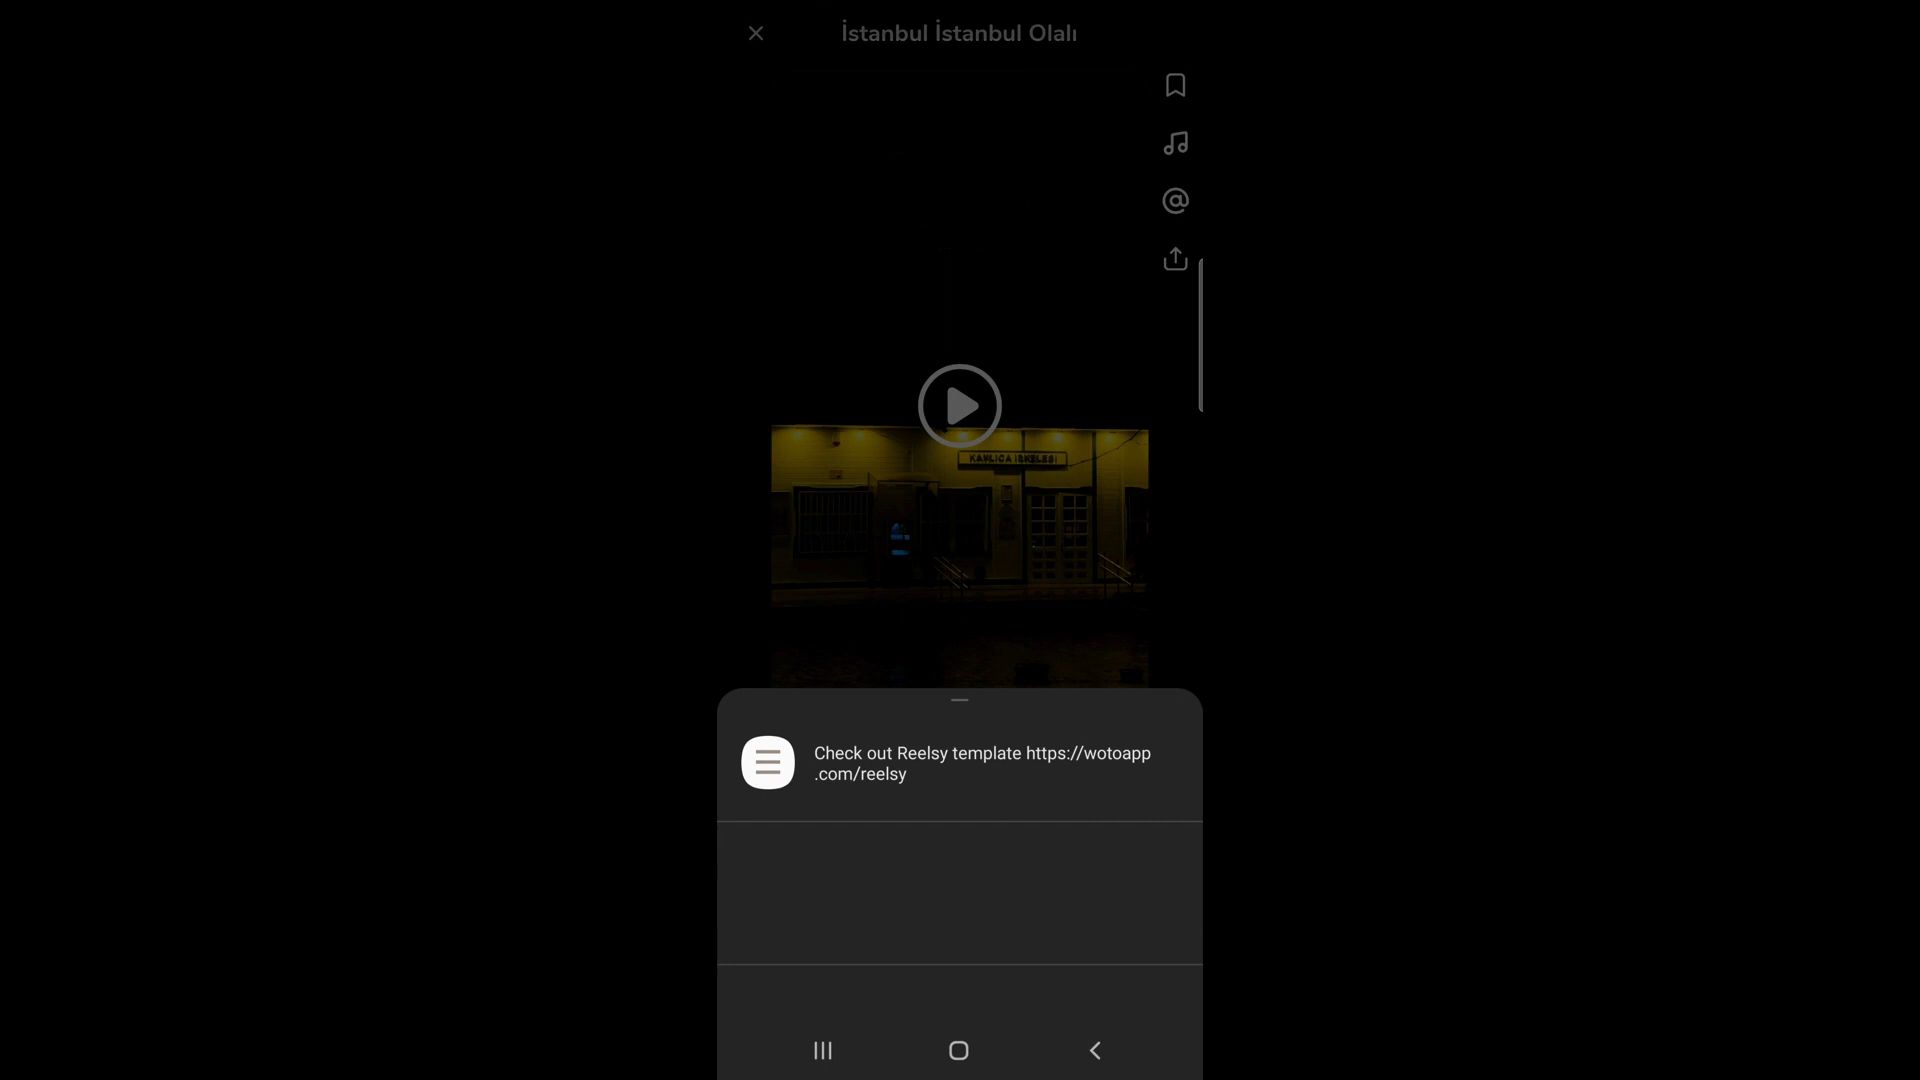 İstanbul İstanbul Olalı
KANLICA İSKELESİ
Check out Reelsy template https://wotoapp
.com/reelsy